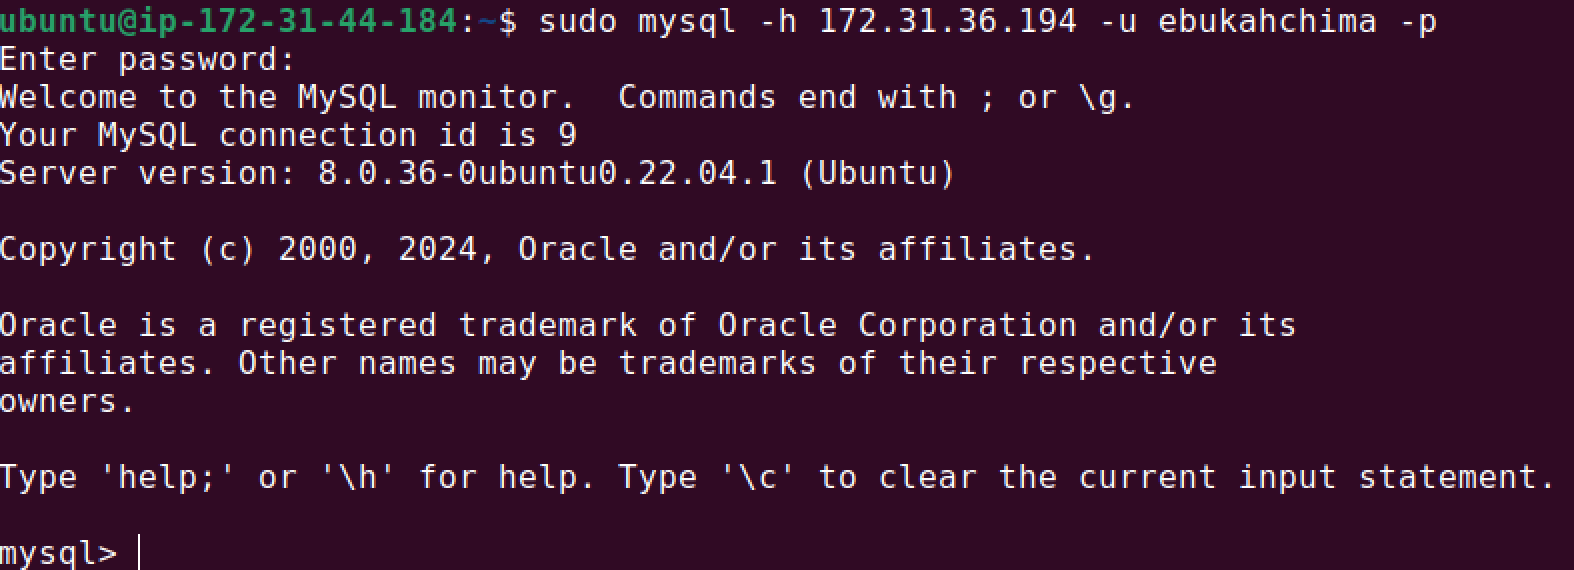 ubuntu@ip-172-31-44-184:~$ sudo mysql -h 172.31.36.194 -u ebukahchima -p
Enter password:
Welcome to the MySQL monitor.  Commands end with ; or \g.
Your MySQL connection id is 9
Server version: 8.0.36-0ubuntu0.22.04.1 (Ubuntu)

Copyright (c) 2000, 2024, Oracle and/or its affiliates.

Oracle is a registered trademark of Oracle Corporation and/or its
affiliates. Other names may be trademarks of their respective
owners.

Type 'help;' or '\h' for help. Type '\c' to clear the current input statement.

mysql>